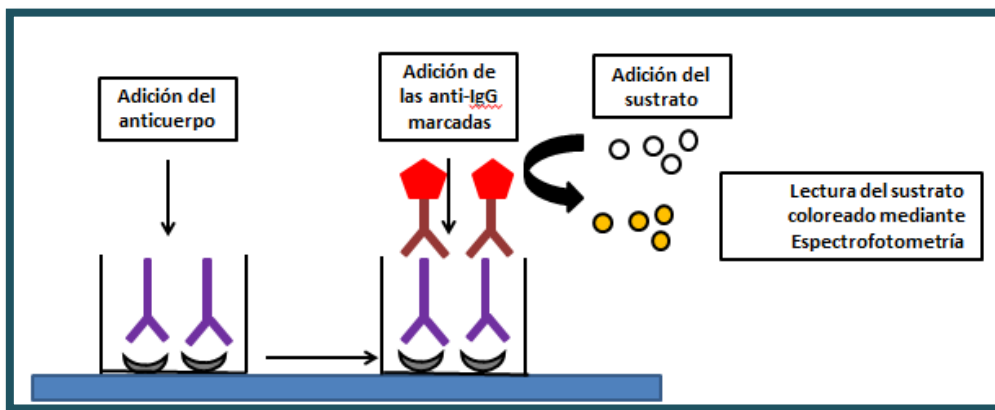 Adición del
anticuerpo
Adición de
las anti-IgG
marcadas
Adición del
sustrato
Lectura del sustrato
coloreado mediante
Espectrofotometría